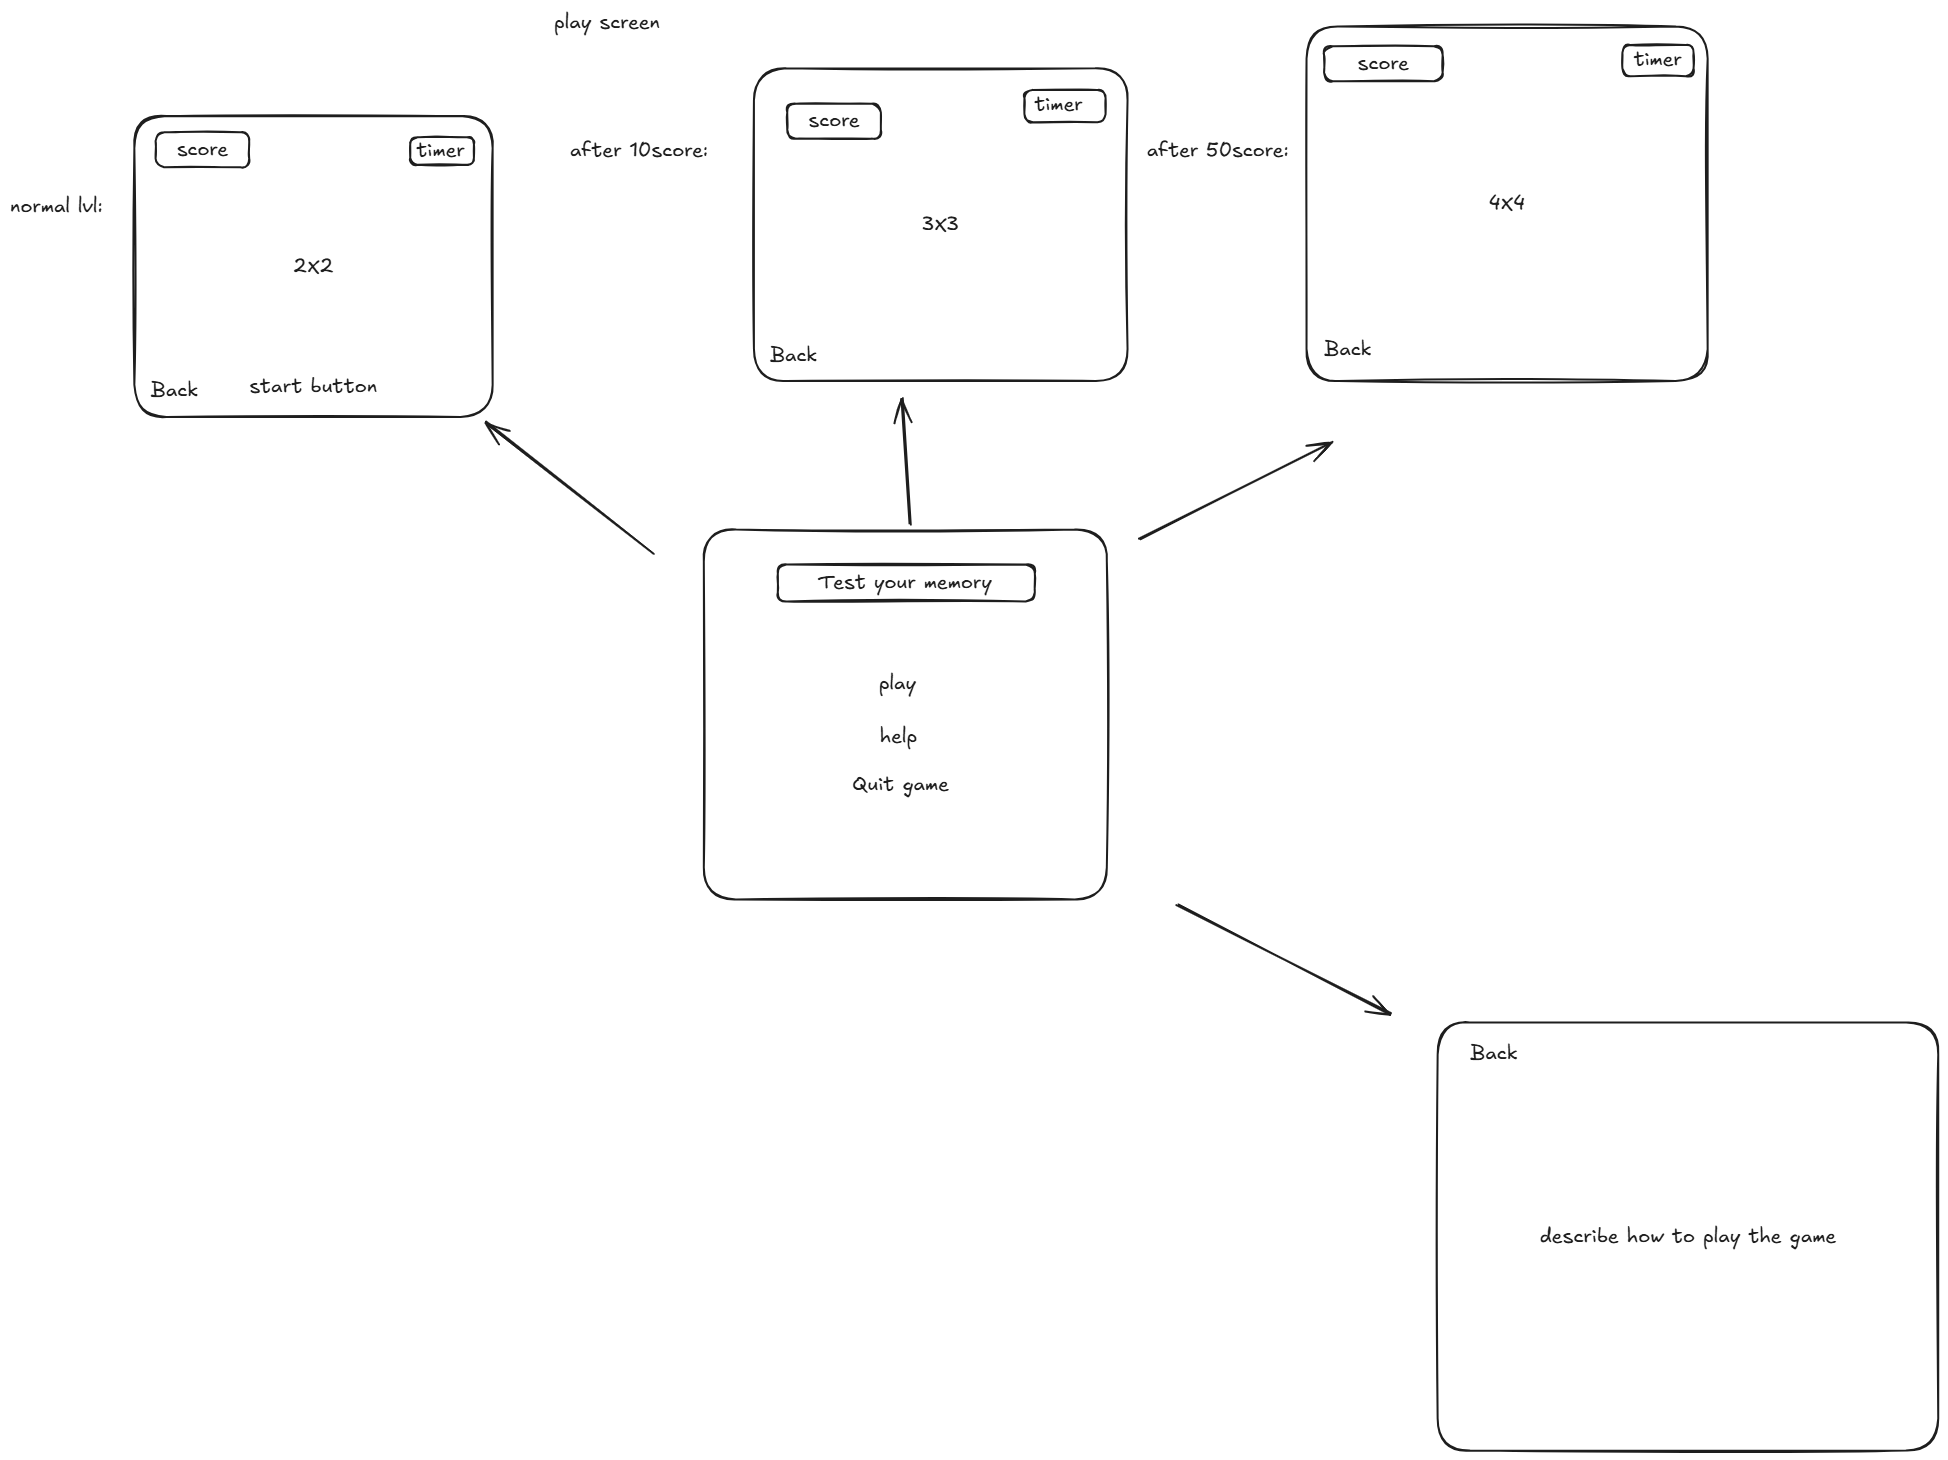 play screen
normal lvl:
score
timer
2x2
Back
start button
after 10score:
score
timer
3x3
Back
after 50score:
score
timer
4x4
Back
Test your memory
play
help
Quit game
Back
describe how to play the game